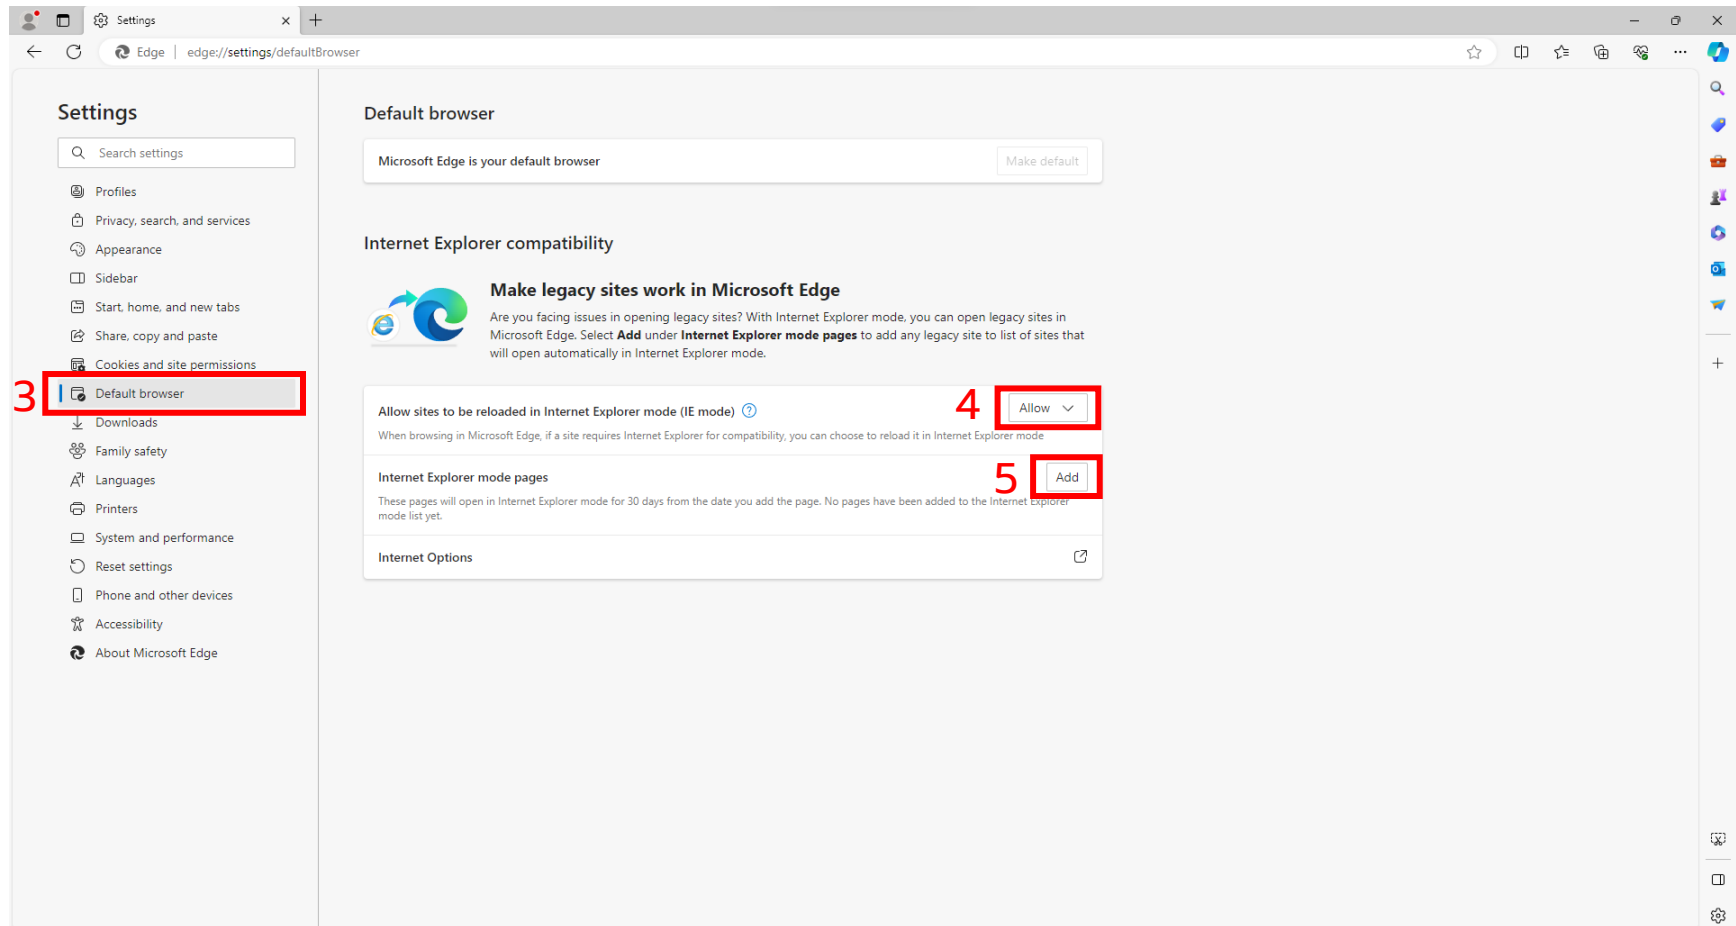 Settings
Edge
edge://settings/defaultBrowser
Settings
Search settings
Profiles
Privacy, search, and services
Appearance
Sidebar
Start, home, and new tabs
Share, copy and paste
Cookies and site permissions
3
Default browser
Downloads
Family safety
Languages
Printers
System and performance
Reset settings
Phone and other devices
Accessibility
About Microsoft Edge
Default browser
Microsoft Edge is your default browser
Make default
Internet Explorer compatibility
Make legacy sites work in Microsoft Edge
Are you facing issues in opening legacy sites? With Internet Explorer mode, you can open legacy sites in
Microsoft Edge. Select Add under Internet Explorer mode pages to add any legacy site to list of sites that
will open automatically in Internet Explorer mode.
Allow sites to be reloaded in Internet Explorer mode (IE mode)
4
Allow
When browsing in Microsoft Edge, if a site requires Internet Explorer for compatibility, you can choose to reload it in Internet Explorer mode
Internet Explorer mode pages
5
Add
These pages will open in Internet Explorer mode for 30 days from the date you add the page. No pages have been added to the Internet Explorer
mode list yet.
Internet Options